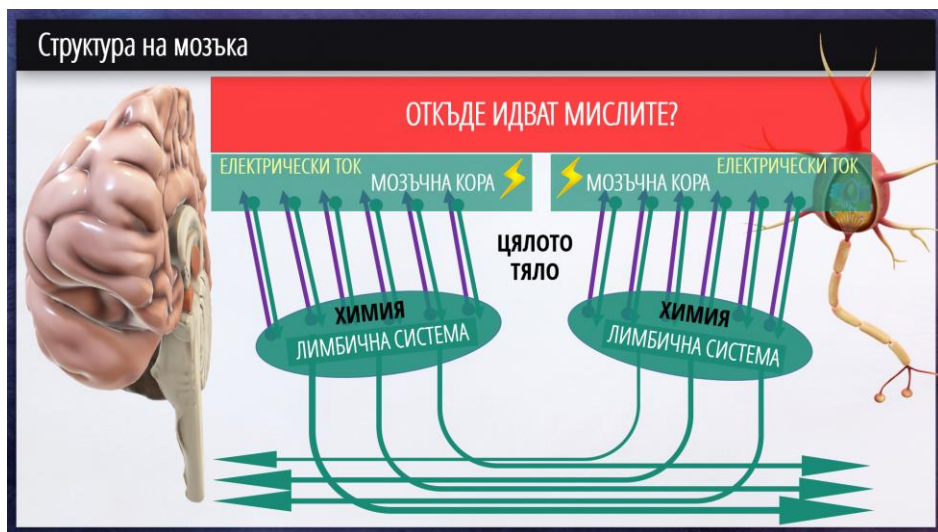 Структура на мозъка
ОТКЪДЕ ИДВАТ МИСЛИТЕ?
ЕЛЕКТРИЧЕСКИ ТОК
МОЗЪЧНА КОРА
ЕЛЕКТРИЧЕСКИ ТОК
МОЗЪЧНА КОРА
ЦЯЛОТО
ТЯЛО
ХИМИЯ
ЛИМБИЧНА СИСТЕМА
ХИМИЯ
ЛИМБИЧНА СИСТЕМА